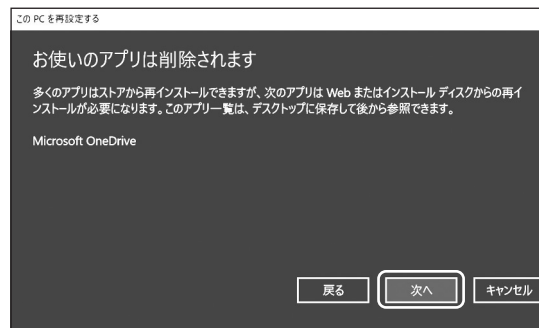 この PC を再設定する
お使いのアプリは削除されます
多くのアプリはストアから再インストールできますが、次のアプリは Web またはインストール ディスクからの再イ
ンストールが必要になります。このアプリ一覧は、デスクトップに保存して後から参照できます。
Microsoft OneDrive
戻る 次へ キャンセル